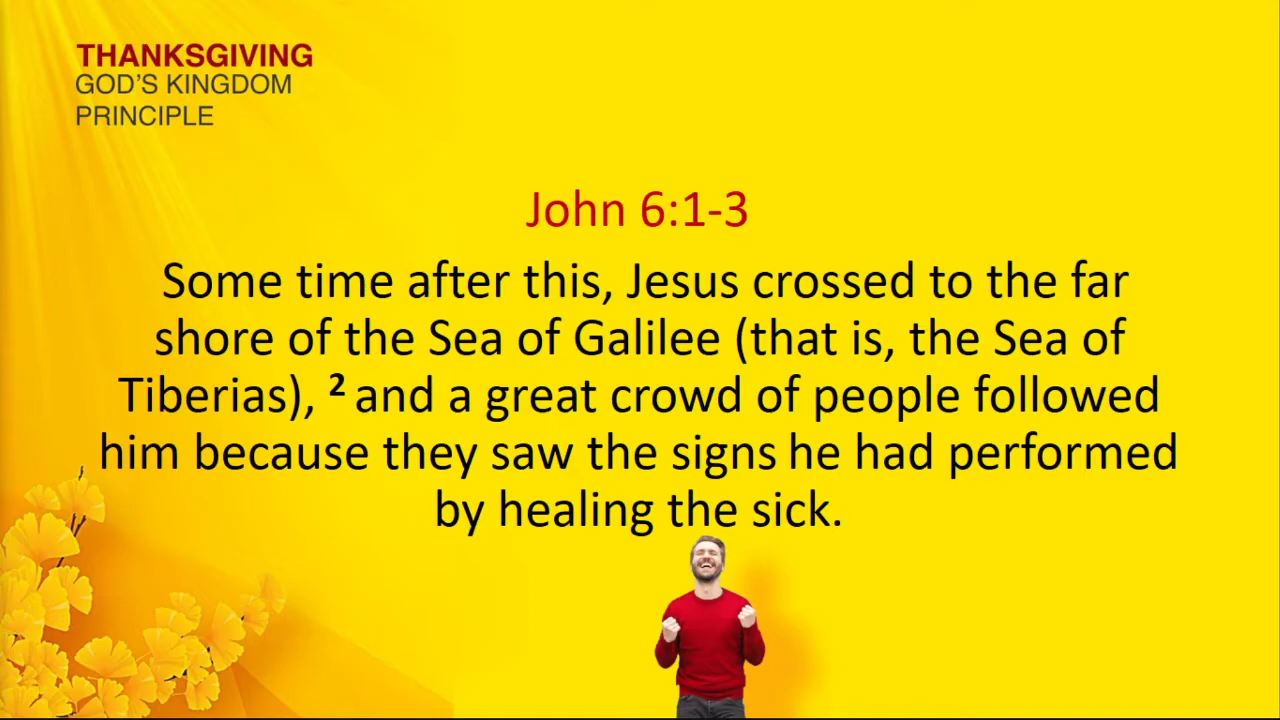 THANKSGIVING
GOD'S KINGDOM
PRINCIPLE
John 6:1-3
Some time after this, Jesus crossed to the far
shore of the Sea of Galilee (that is, the Sea of
Tiberias), ² and a great crowd of people followed
him because they saw the signs he had performed
by healing the sick.